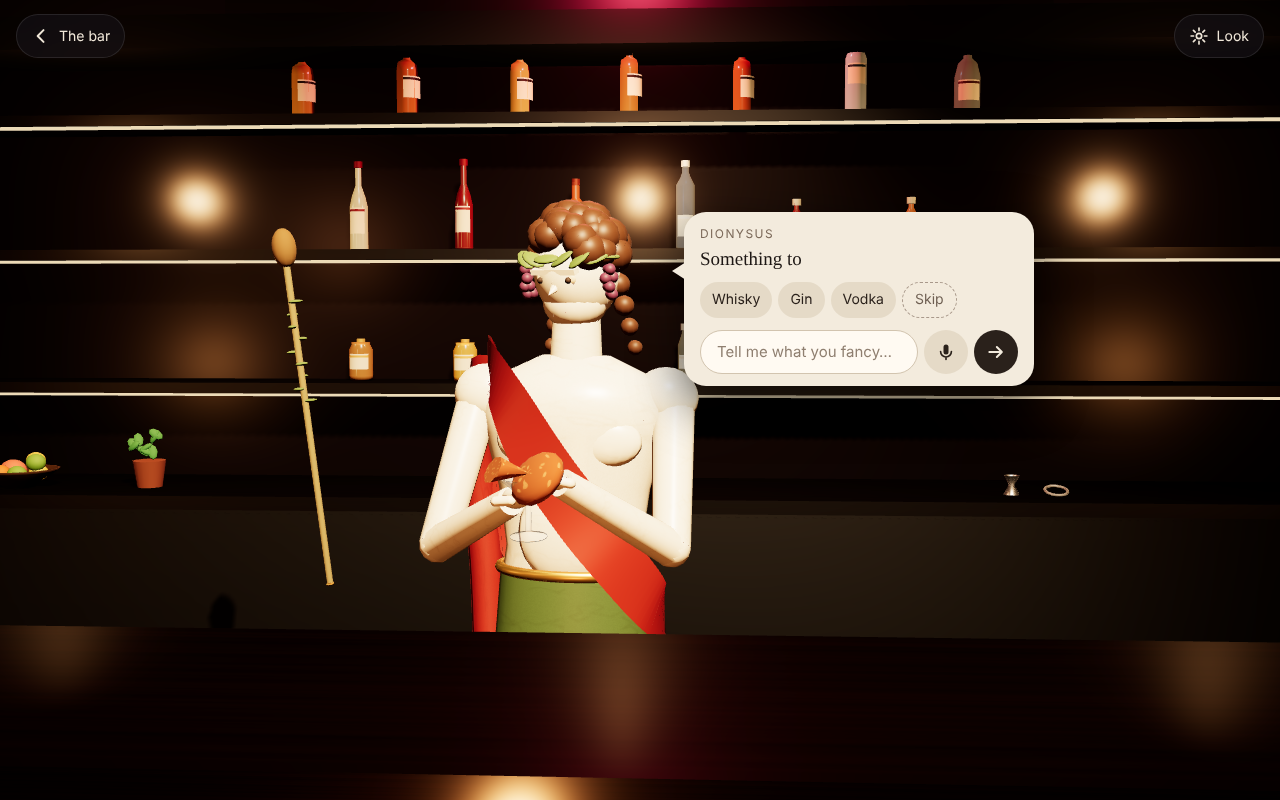 The bar
Look
DIONYSUS
Something to
Whisky
Gin
Vodka
Skip
Tell me what you fancy...